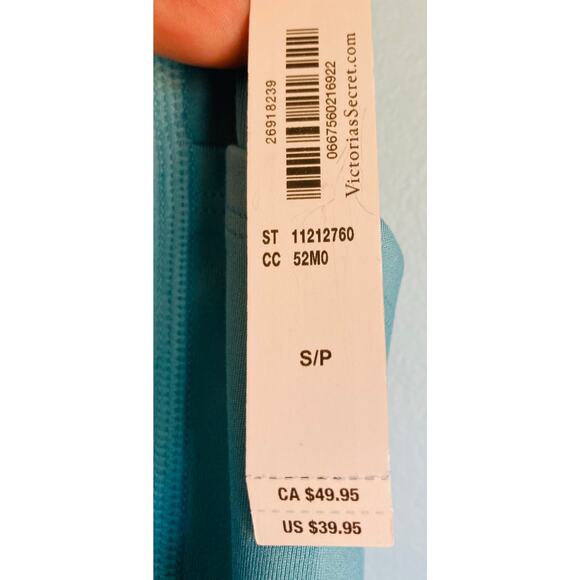 26918239
0667560216922
VictoriasSecret.com
ST 11212760
CC 52M0
S/P
CA $49.95
US $39.95